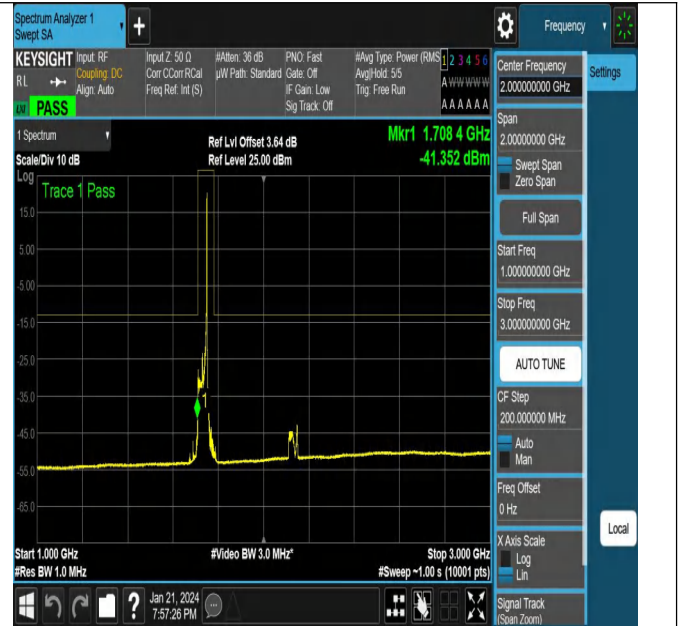 Spectrum Analyzer 1
Swept SA
+
Frequency
KEYSIGHT
Input: RF
Coupling: DC
Align: Auto
Input Z: 50 Ω
Corr CCorr RCal
Freq Ref: Int (S)
#Atten: 36 dB
µW Path: Standard
PNO: Fast
Gate: Off
IF Gain: Low
Sig Track: Off
#Avg Type: Power (RMS
Avg|Hold: 5/5
Trig: Free Run
1 2 3 4 5 6
A W W W W W
A A A A A A
RL
PASS
1 Spectrum
Scale/Div 10 dB
Ref Lvl Offset 3.64 dB
Ref Level 25.00 dBm
Mkr1 1.708 4 GHz
-41.352 dBm
Log
Trace 1 Pass
15.0
5.00
-5.00
-15.0
-25.0
-35.0
-45.0
-55.0
-65.0
Start 1.000 GHz
#Res BW 1.0 MHz
#Video BW 3.0 MHz*
Stop 3.000 GHz
#Sweep ~1.00 s (10001 pts)
Jan 21, 2024
7:57:26 PM
?
Center Frequency
2.000000000 GHz
Settings
Span
2.00000000 GHz
Swept Span
Zero Span
Full Span
Start Freq
1.000000000 GHz
Stop Freq
3.000000000 GHz
AUTO TUNE
CF Step
200.000000 MHz
Auto
Man
Freq Offset
0 Hz
X Axis Scale
Log
Lin
Local
Signal Track
(Span Zoom)